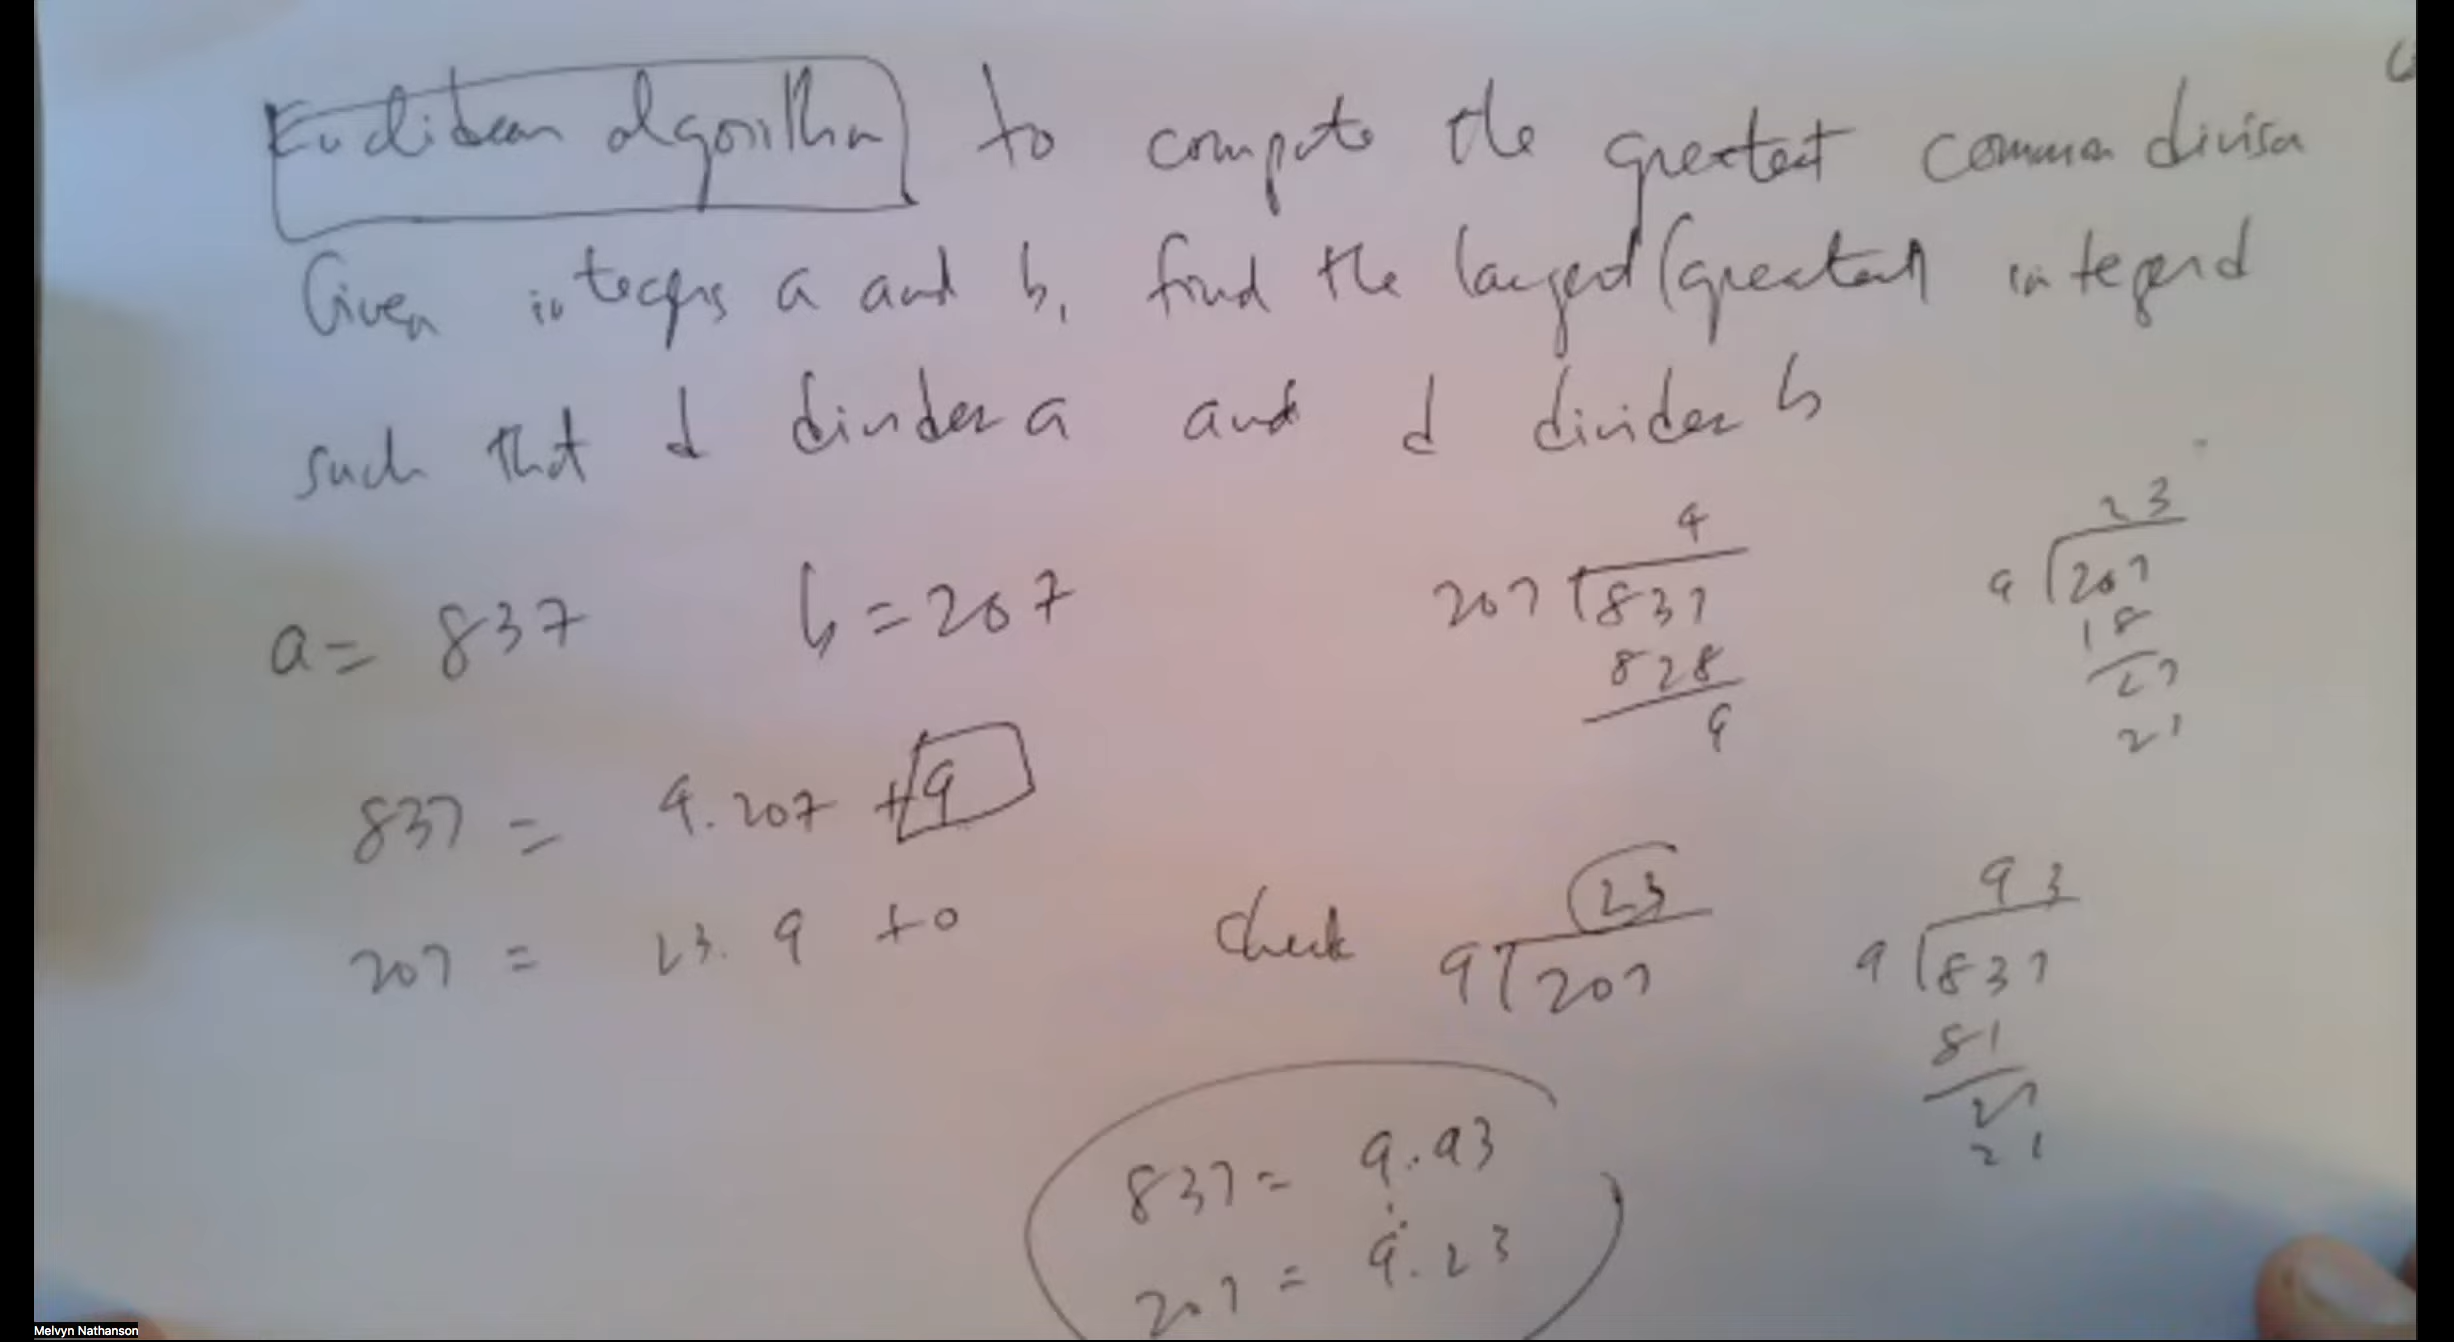 Euclidean algorithm to compute the greatest common divisor
Given integers a and b, find the largest (greatest) integer d
such that d divides a and d divides b
a = 837 b = 207
4
207 837
828
9
23
9 207
18
27
27
837 = 4.207 + 9
207 = 23. 9 + 0
check
23
9 207
93
9 837
81
27
27
837 = 9.93
207 = 9.23
Melvyn Nathanson